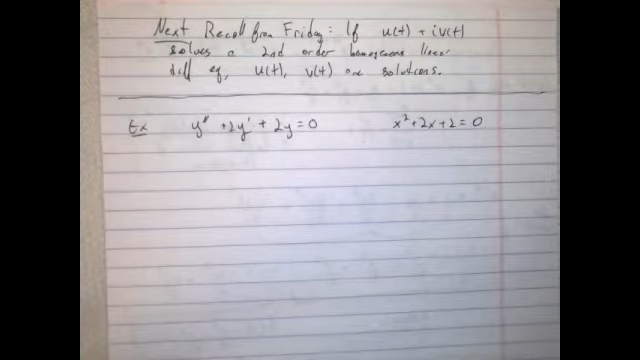 Next Recall from Friday: If u(t) + iv(t)
solves a 2nd order homogeneous linear
diff eq, u(t), v(t) are solutions.
Ex y'' + 2y' + 2y = 0 x² + 2x + 2 = 0